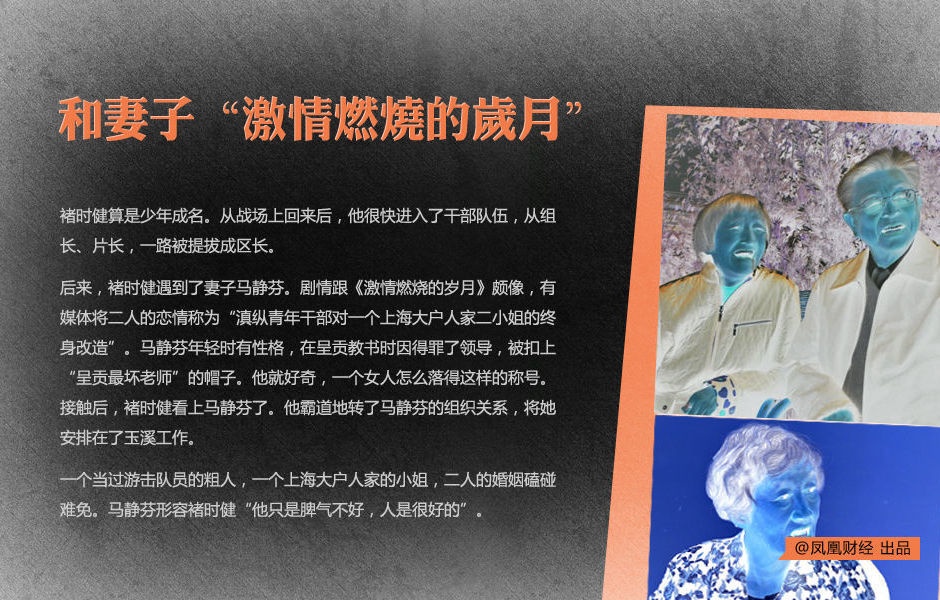 和妻子“激情燃燒的歲月”
褚时健算是少年成名。从战场上回来后，他很快进入了干部队伍，从组
长、片长，一路被提拔成区长。
后来，褚时健遇到了妻子马静芬。剧情跟《激情燃烧的岁月》颇像，有
媒体将二人的恋情称为“滇纵青年干部对一个上海大户人家二小姐的终
身改造”。马静芬年轻时有性格，在呈贡教书时因得罪了领导，被扣上
“呈贡最坏老师”的帽子。他就好奇，一个女人怎么落得这样的称号。
接触后，褚时健看上马静芬了。他霸道地转了马静芬的组织关系，将她
安排在了玉溪工作。
一个当过游击队员的粗人，一个上海大户人家的小姐，二人的婚姻磕碰
难免。马静芬形容褚时健“他只是脾气不好，人是很好的”。
@凤凰财经 出品